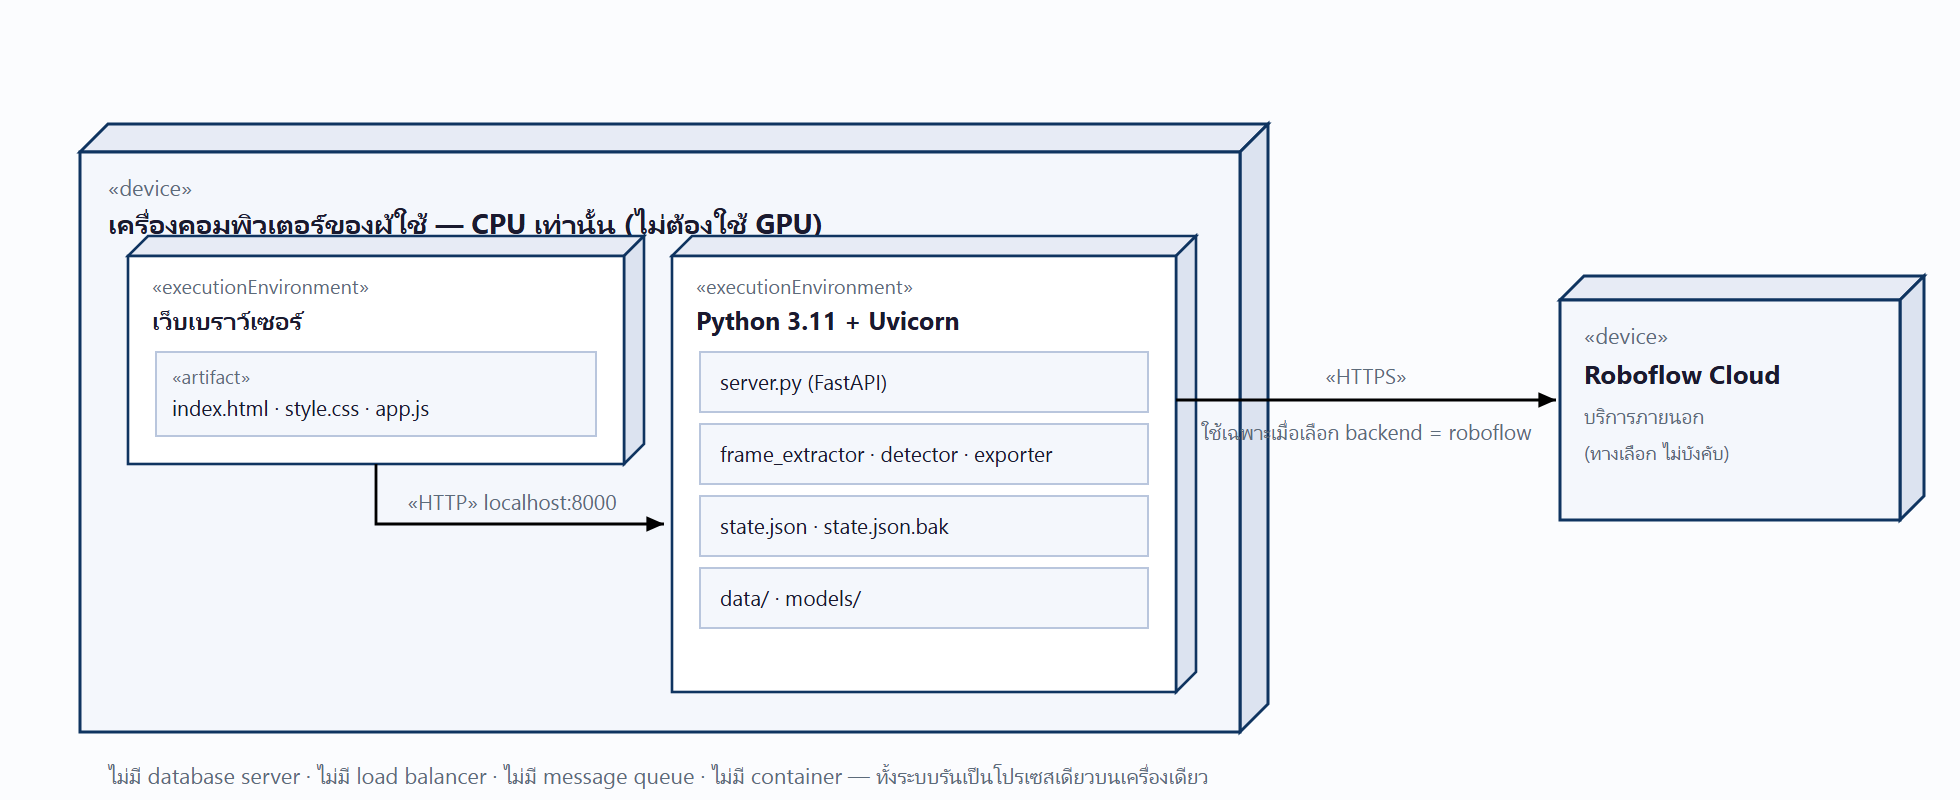 «device»
เครื่องคอมพิวเตอร์ของผู้ใช้ — CPU เท่านั้น (ไม่ต้องใช้ GPU)
«executionEnvironment»
เว็บเบราว์เซอร์
«artifact»
index.html · style.css · app.js
«HTTP» localhost:8000
«executionEnvironment»
Python 3.11 + Uvicorn
server.py (FastAPI)
frame_extractor · detector · exporter
state.json · state.json.bak
data/ · models/
«HTTPS»
ใช้เฉพาะเมื่อเลือก backend = roboflow
«device»
Roboflow Cloud
บริการภายนอก
(ทางเลือก ไม่บังคับ)
ไม่มี database server · ไม่มี load balancer · ไม่มี message queue · ไม่มี container — ทั้งระบบรันเป็นโปรเซสเดียวบนเครื่องเดียว